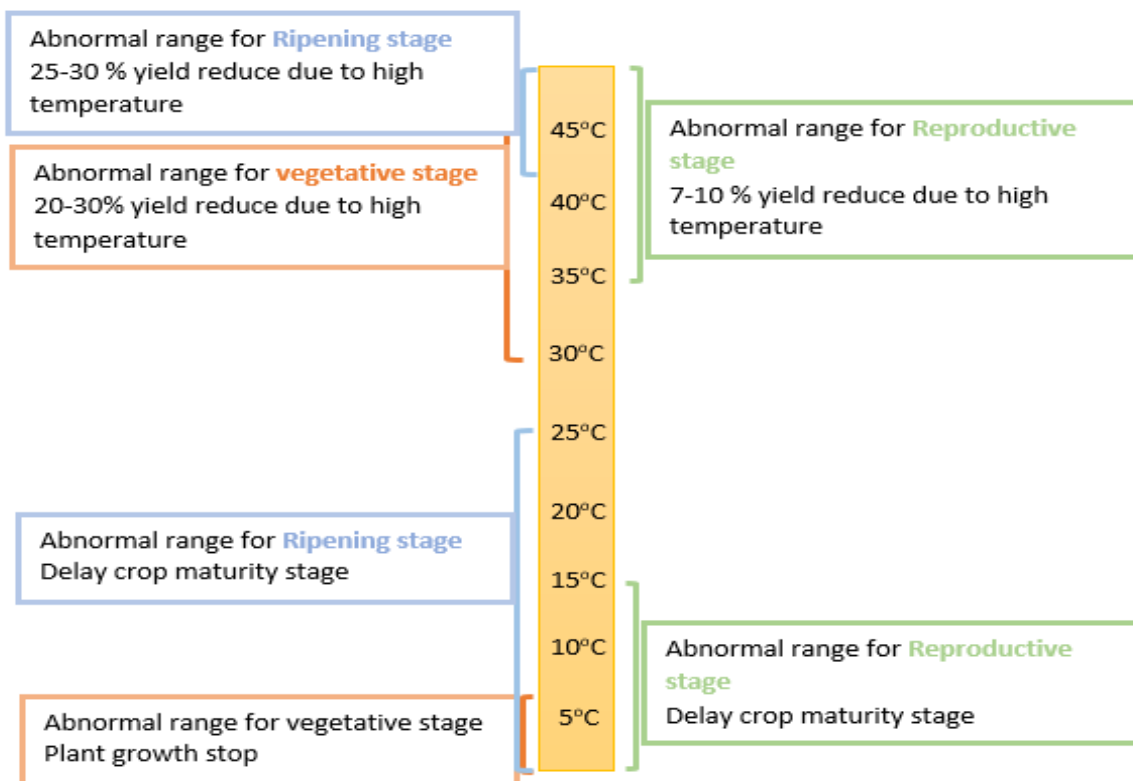 Abnormal range for Ripening stage
25-30 % yield reduce due to high
temperature
Abnormal range for vegetative stage
20-30% yield reduce due to high
temperature
Abnormal range for Ripening stage
Delay crop maturity stage
Abnormal range for vegetative stage
Plant growth stop
45°C
40°C
35°C
30°C
25°C
20°C
15°C
10°C
5°C
Abnormal range for Reproductive
stage
7-10 % yield reduce due to high
temperature
Abnormal range for Reproductive
stage
Delay crop maturity stage